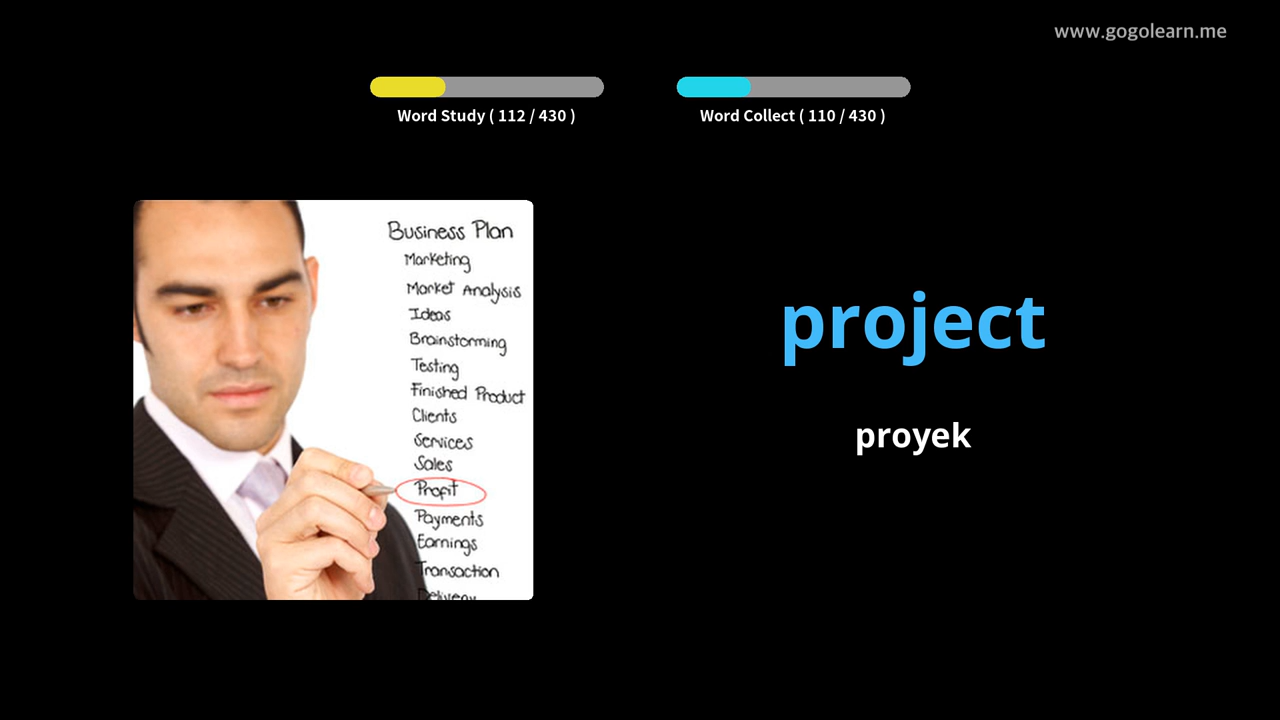 www.gogolearn.me
Word Study ( 112 / 430 )
Word Collect ( 110 / 430 )
Business Plan
Marketing
Market Analysis
Ideas
Brainstorming
Testing
Finished Product
Clients
Services
Sales
Profit
Payments
Earnings
Transaction
Delivery
project
proyek